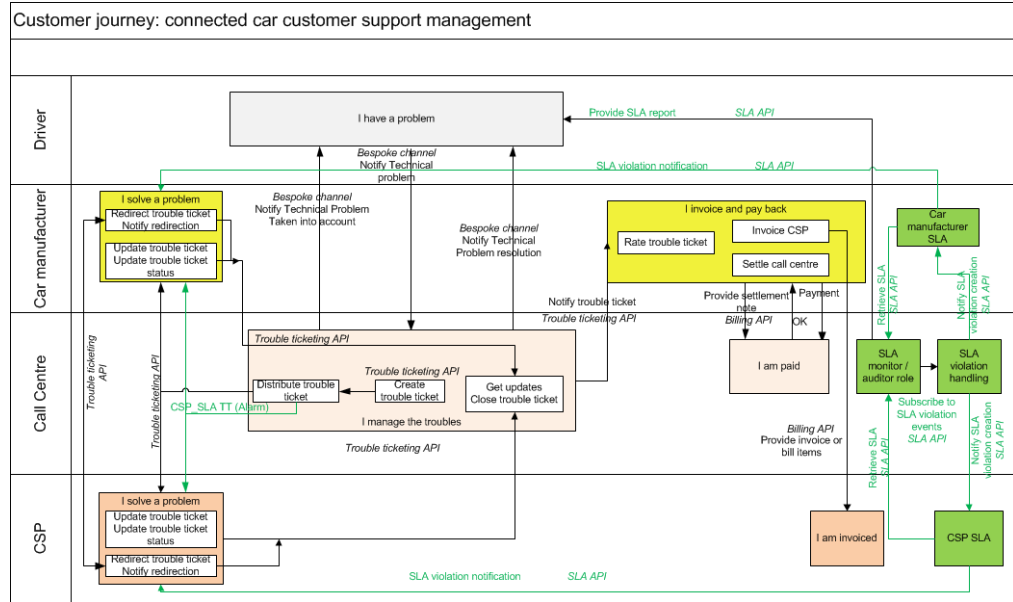 Customer journey: connected car customer support management
Driver
I have a problem
Provide SLA report
SLA API
Bespoke channel
Notify Technical
problem
SLA violation notification
SLA API
Car manufacturer
I solve a problem
Redirect trouble ticket
Notify redirection
Update trouble ticket
Update trouble ticket
status
Bespoke channel
Notify Technical Problem
Taken into account
Bespoke channel
Notify Technical
Problem resolution
I invoice and pay back
Rate trouble ticket
Invoice CSP
Settle call centre
Car
manufacturer
SLA
Retrieve SLA
SLA API
Notify SLA
violation creation
SLA API
Notify trouble ticket
Trouble ticketing API
Provide settlement
note
Billing API
Payment
OK
Call Centre
Trouble ticketing API
Trouble ticketing API
Trouble ticketing API
Trouble ticketing API
Distribute trouble
ticket
Create
trouble ticket
Get updates
Close trouble ticket
CSP_SLA TT (Alarm)
I manage the troubles
Trouble ticketing API
I am paid
SLA
monitor /
auditor role
SLA
violation
handling
Subscribe to
SLA violation
events
SLA API
Billing API
Provide invoice or
bill items
Retrieve SLA
SLA API
Notify SLA
violation creation
SLA API
CSP
I solve a problem
Update trouble ticket
Update trouble ticket
status
Redirect trouble ticket
Notify redirection
I am invoiced
CSP SLA
SLA violation notification
SLA API